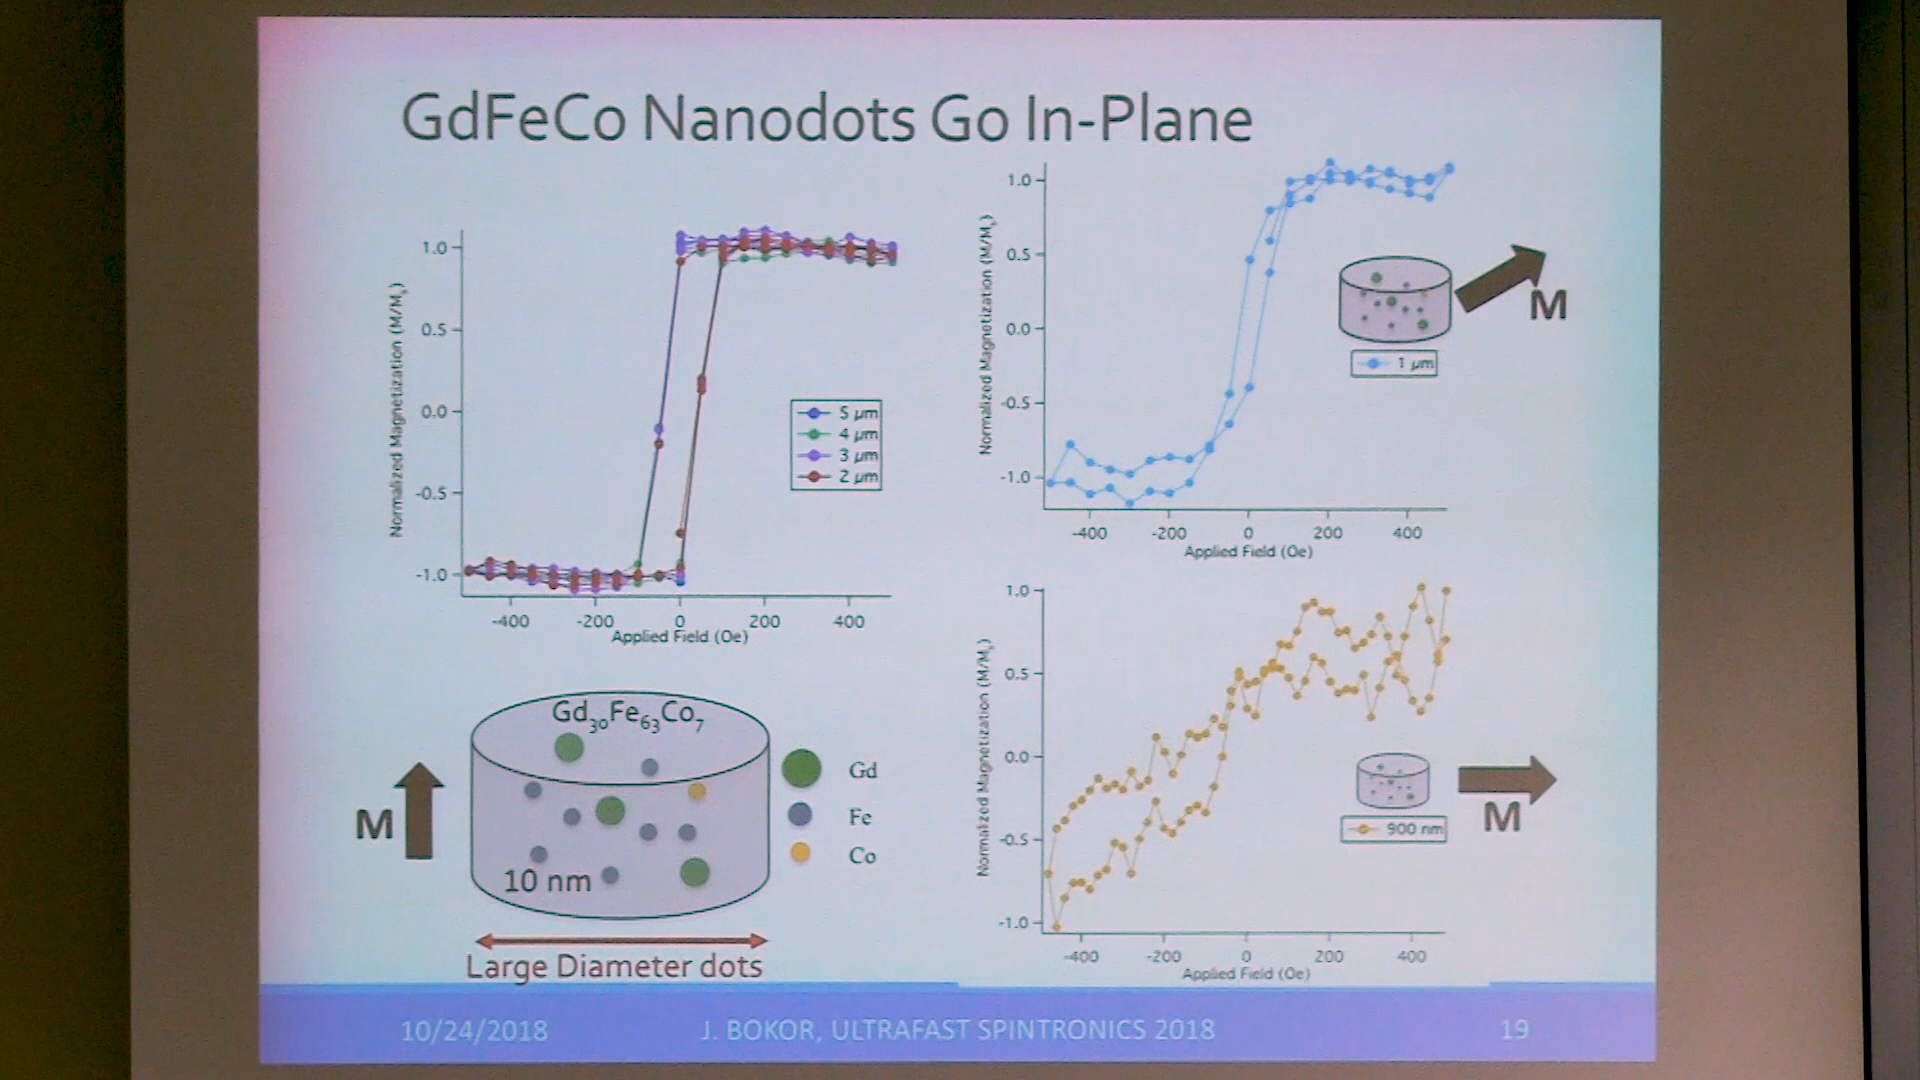 GdFeCo Nanodots Go In-Plane
Normalized Magnetization (M/Ms)
1.0
0.5
0.0
-0.5
-1.0
-400
-200
0
200
400
Applied Field (Oe)
5 µm
4 µm
3 µm
2 µm
Normalized Magnetization (M/Ms)
1.0
0.5
0.0
-0.5
-1.0
-400
-200
0
200
400
Applied Field (Oe)
M
1 µm
Gd30Fe63Co7
M
10 nm
Gd
Fe
Co
Large Diameter dots
Normalized Magnetization (M/Ms)
1.0
0.5
0.0
-0.5
-1.0
-400
-200
0
200
400
Applied Field (Oe)
M
900 nm
10/24/2018
J. BOKOR, ULTRAFAST SPINTRONICS 2018
19